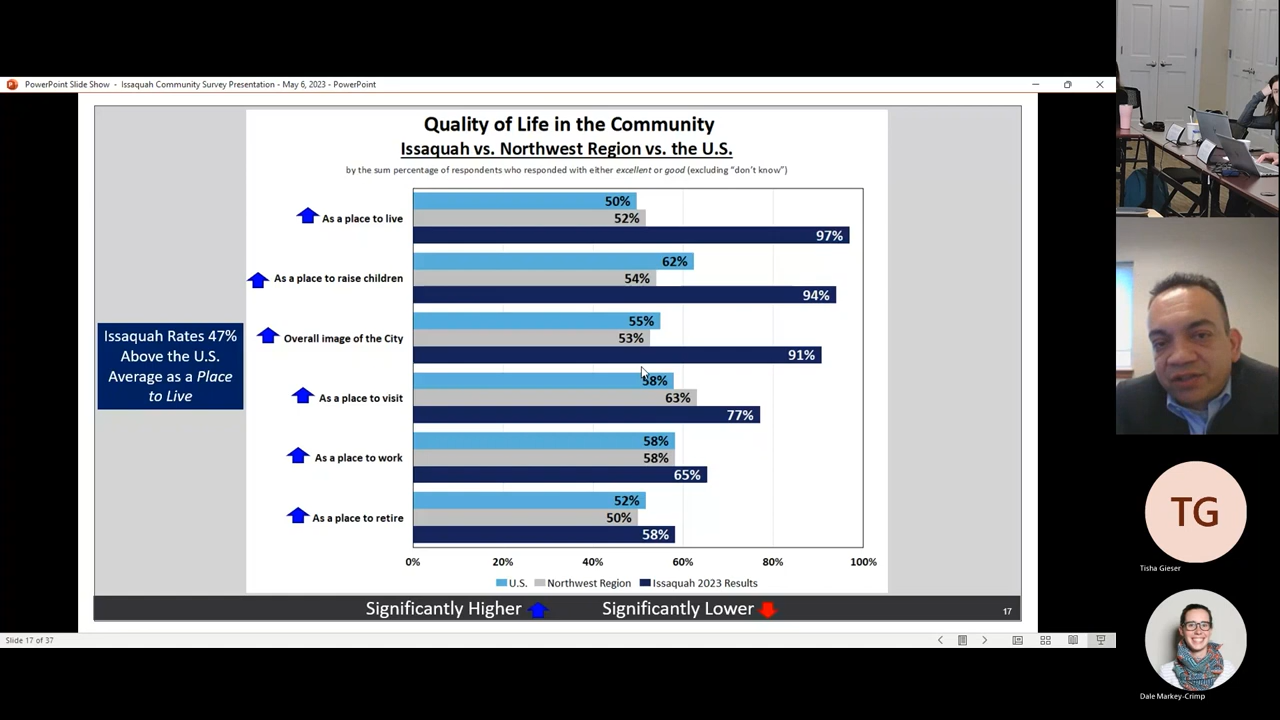 PowerPoint Slide Show - Issaquah Community Survey Presentation - May 6, 2023 - PowerPoint
Quality of Life in the Community
Issaquah vs. Northwest Region vs. the U.S.
by the sum percentage of respondents who responded with either excellent or good (excluding "don't know")
Issaquah Rates 47%
Above the U.S.
Average as a Place
to Live
As a place to live
50%
52%
97%
As a place to raise children
62%
54%
94%
Overall image of the City
55%
53%
91%
As a place to visit
58%
63%
77%
As a place to work
58%
58%
65%
As a place to retire
52%
50%
58%
0% 20% 40% 60% 80% 100%
U.S. Northwest Region Issaquah 2023 Results
Significantly Higher Significantly Lower 17
Slide 17 of 37
TG
Tisha Gieser
Dale Markey-Crimp